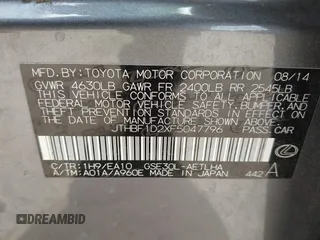 MFD.BY:TOYOTA MOTOR CORPORATION 08/14
GVWR 4630LB GAWR FR 2400LB RR 2545LB
THIS VEHICLE CONFORMS TO ALL APPLICABLE
FEDERAL MOTOR VEHICLE SAFETY, BUMPER, AND
THEFT PREVENTION STANDARDS IN EFFECT ON
THE DATE OF MANUFACTURE SHOWN ABOVE.
JTHBF1D2XF5047796 PASS. CAR
C/TR:1H9/EA10 GSE30L-AETLHA
A/TM:A01A/A960E MADE IN JAPAN 442 A
© DREAM BID